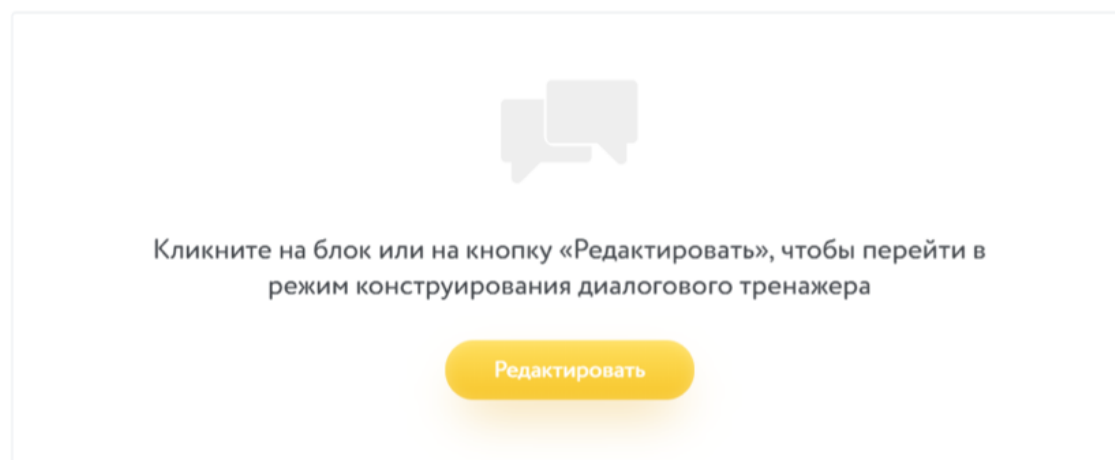 Кликните на блок или на кнопку «Редактировать», чтобы перейти в
режим конструирования диалогового тренажера
Редактировать